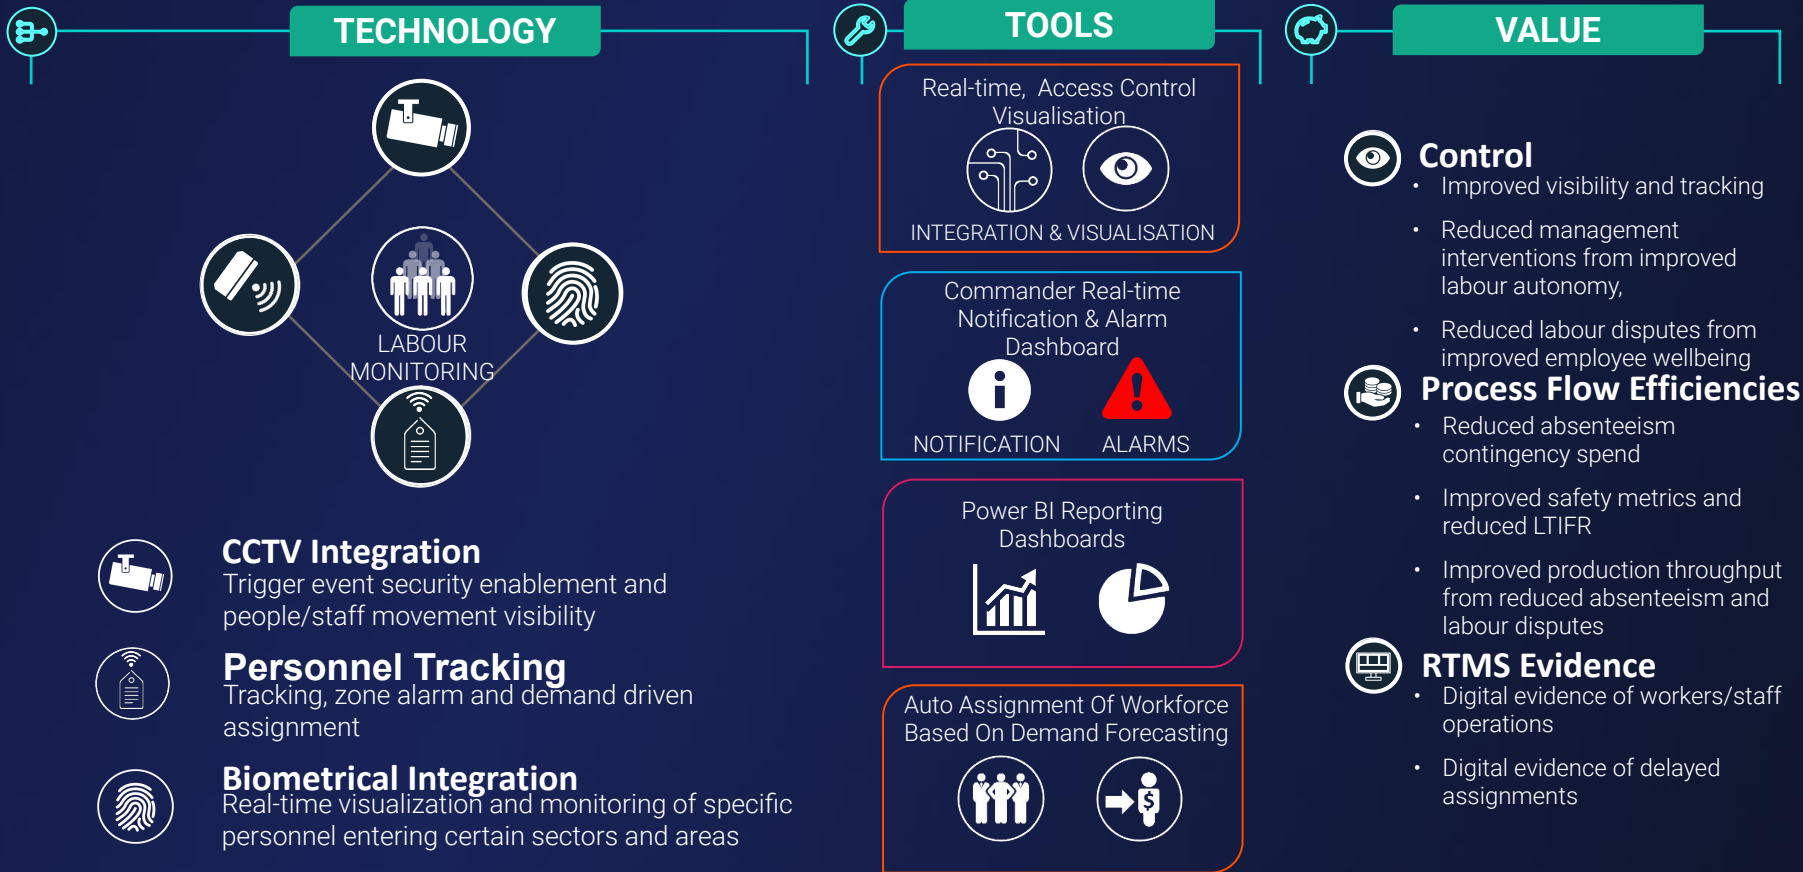 TECHNOLOGY
LABOUR
MONITORING
CCTV Integration
Trigger event security enablement and
people/staff movement visibility
Personnel Tracking
Tracking, zone alarm and demand driven
assignment
Biometrical Integration
Real-time visualization and monitoring of specific
personnel entering certain sectors and areas
TOOLS
Real-time,  Access Control
Visualisation
INTEGRATION & VISUALISATION
Commander Real-time
Notification & Alarm
Dashboard
NOTIFICATION
ALARMS
Power BI Reporting
Dashboards
Auto Assignment Of Workforce
Based On Demand Forecasting
$
VALUE
Control
• Improved visibility and tracking
• Reduced management
interventions from improved
labour autonomy,
• Reduced labour disputes from
improved employee wellbeing
Process Flow Efficiencies
• Reduced absenteeism
contingency spend
• Improved safety metrics and
reduced LTIFR
• Improved production throughput
from reduced absenteeism and
labour disputes
RTMS Evidence
• Digital evidence of workers/staff
operations
• Digital evidence of delayed
assignments